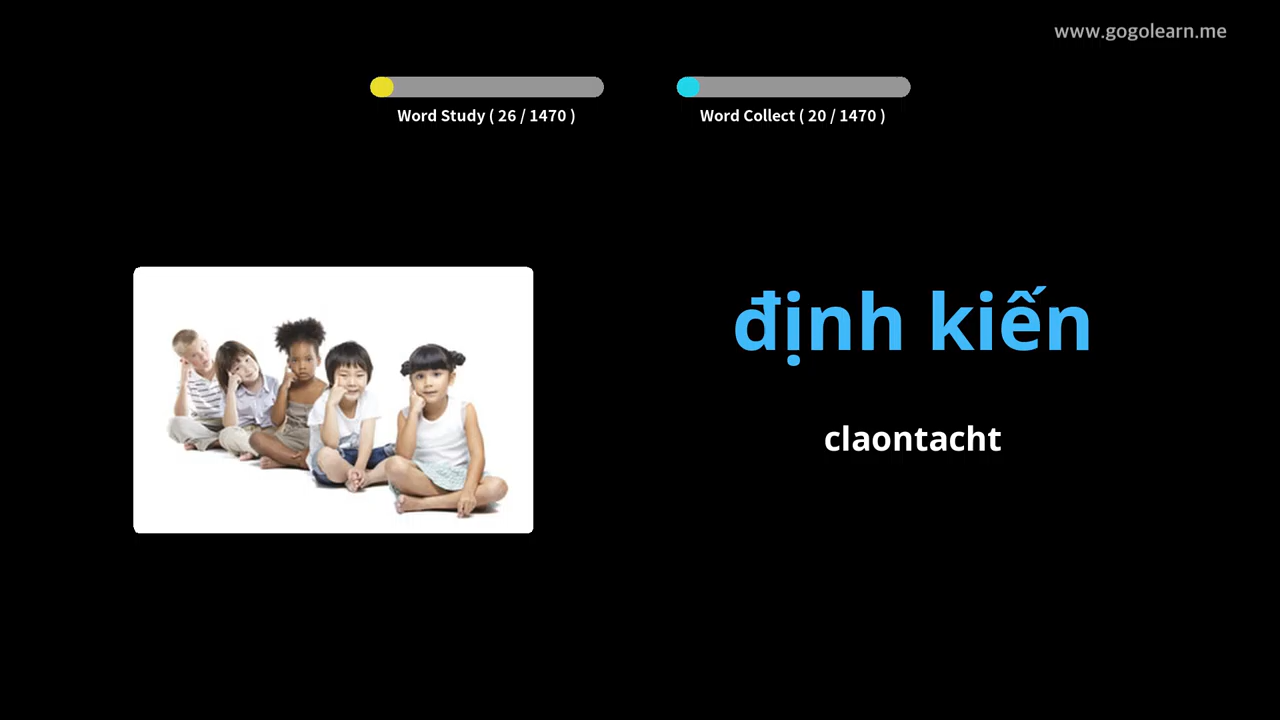 www.gogolearn.me
Word Study ( 26 / 1470 )
Word Collect ( 20 / 1470 )
định kiến
claontacht